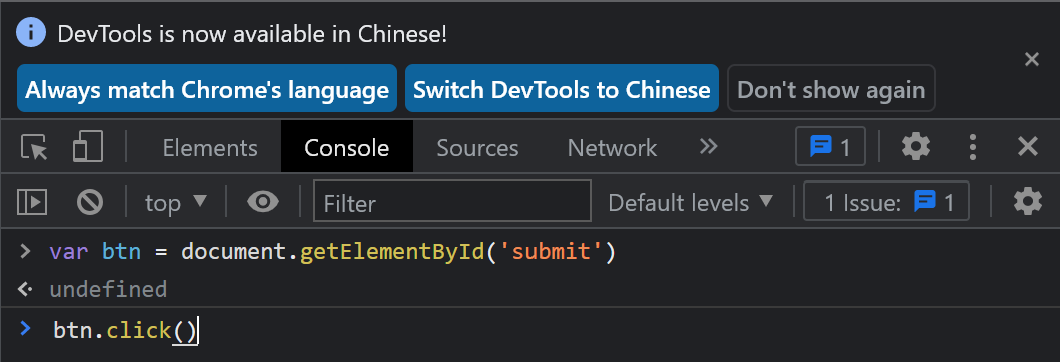 DevTools is now available in Chinese!
Always match Chrome's language Switch DevTools to Chinese Don't show again
Elements Console Sources Network 1
top Filter Default levels 1 Issue: 1
var btn = document.getElementById('submit')
undefined
btn.click()